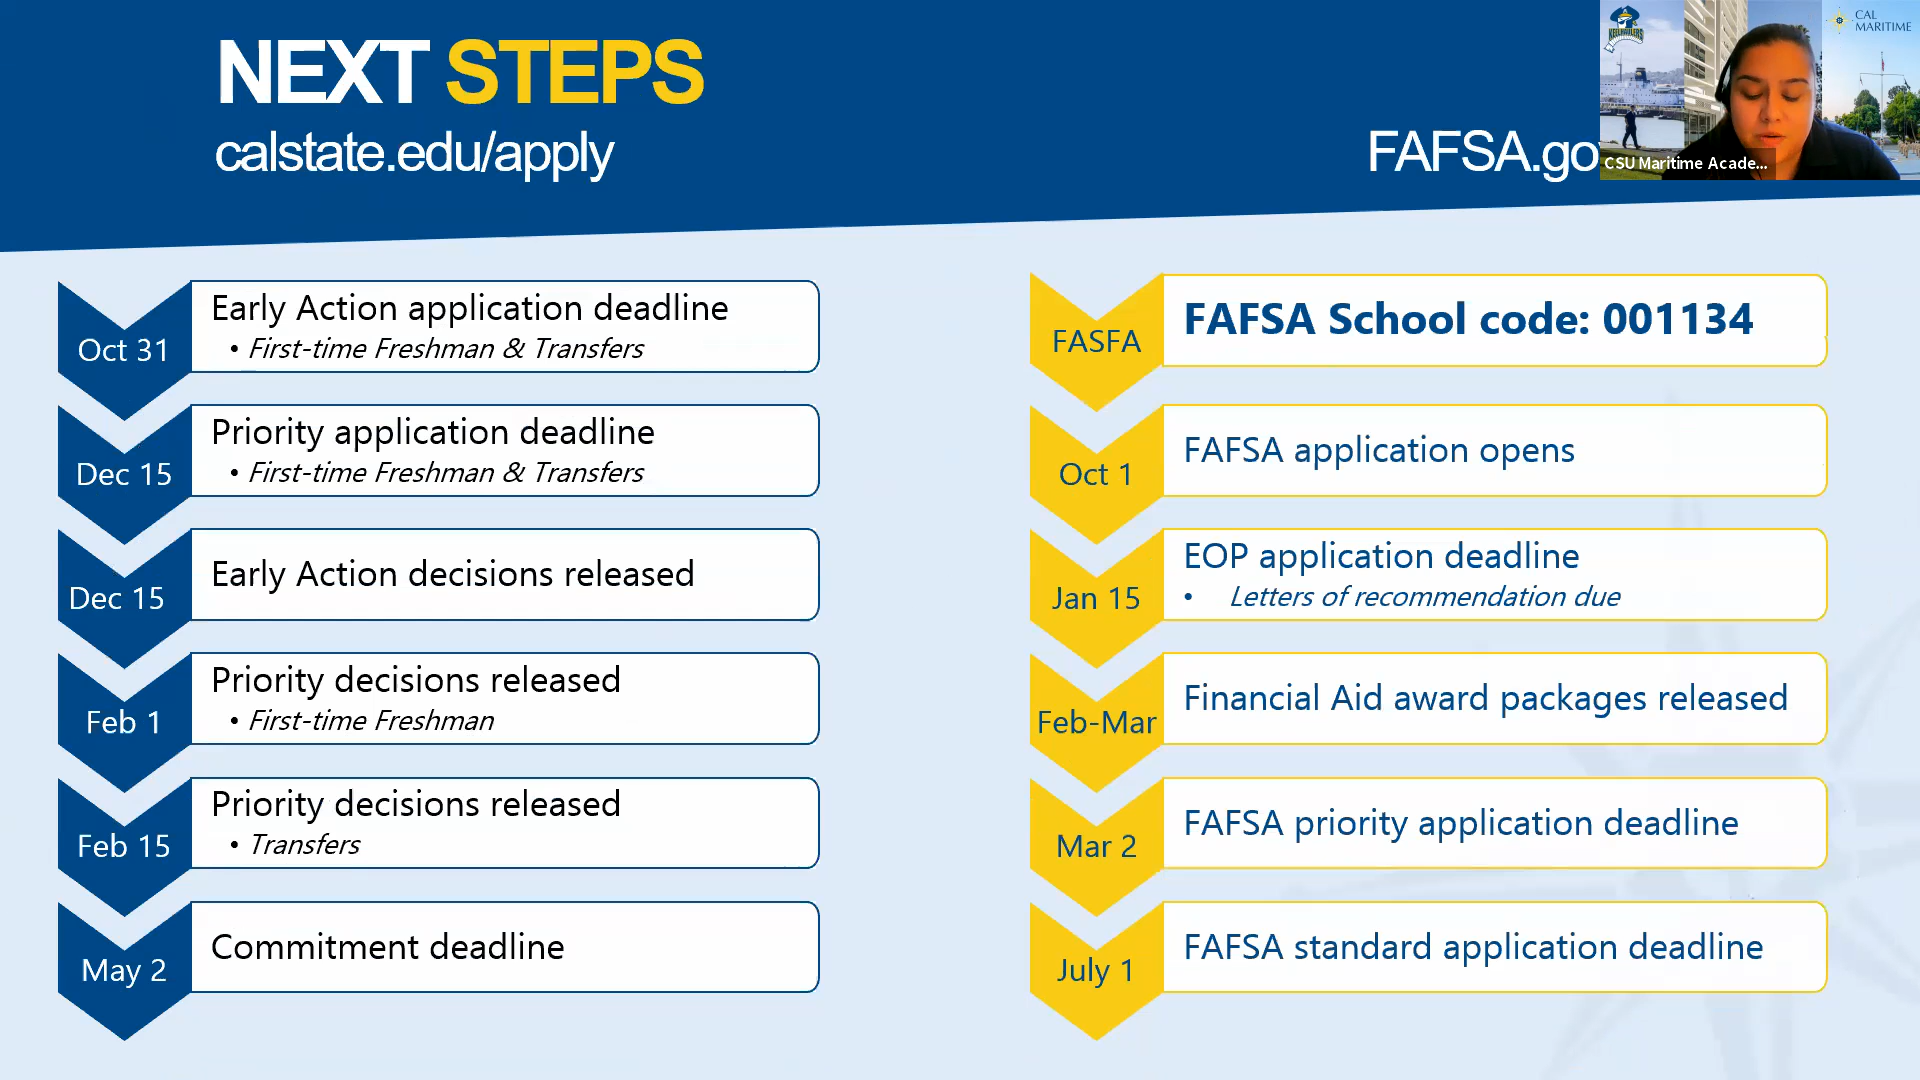 NEXT STEPS
calstate.edu/apply
FAFSA.go
KEELHAULERS
CAL
MARITIME
CSU Maritime Acade...
Oct 31
Early Action application deadline
• First-time Freshman & Transfers
Dec 15
Priority application deadline
• First-time Freshman & Transfers
Dec 15
Early Action decisions released
Feb 1
Priority decisions released
• First-time Freshman
Feb 15
Priority decisions released
• Transfers
May 2
Commitment deadline
FASFA
FAFSA School code: 001134
Oct 1
FAFSA application opens
Jan 15
EOP application deadline
• Letters of recommendation due
Feb-Mar
Financial Aid award packages released
Mar 2
FAFSA priority application deadline
July 1
FAFSA standard application deadline